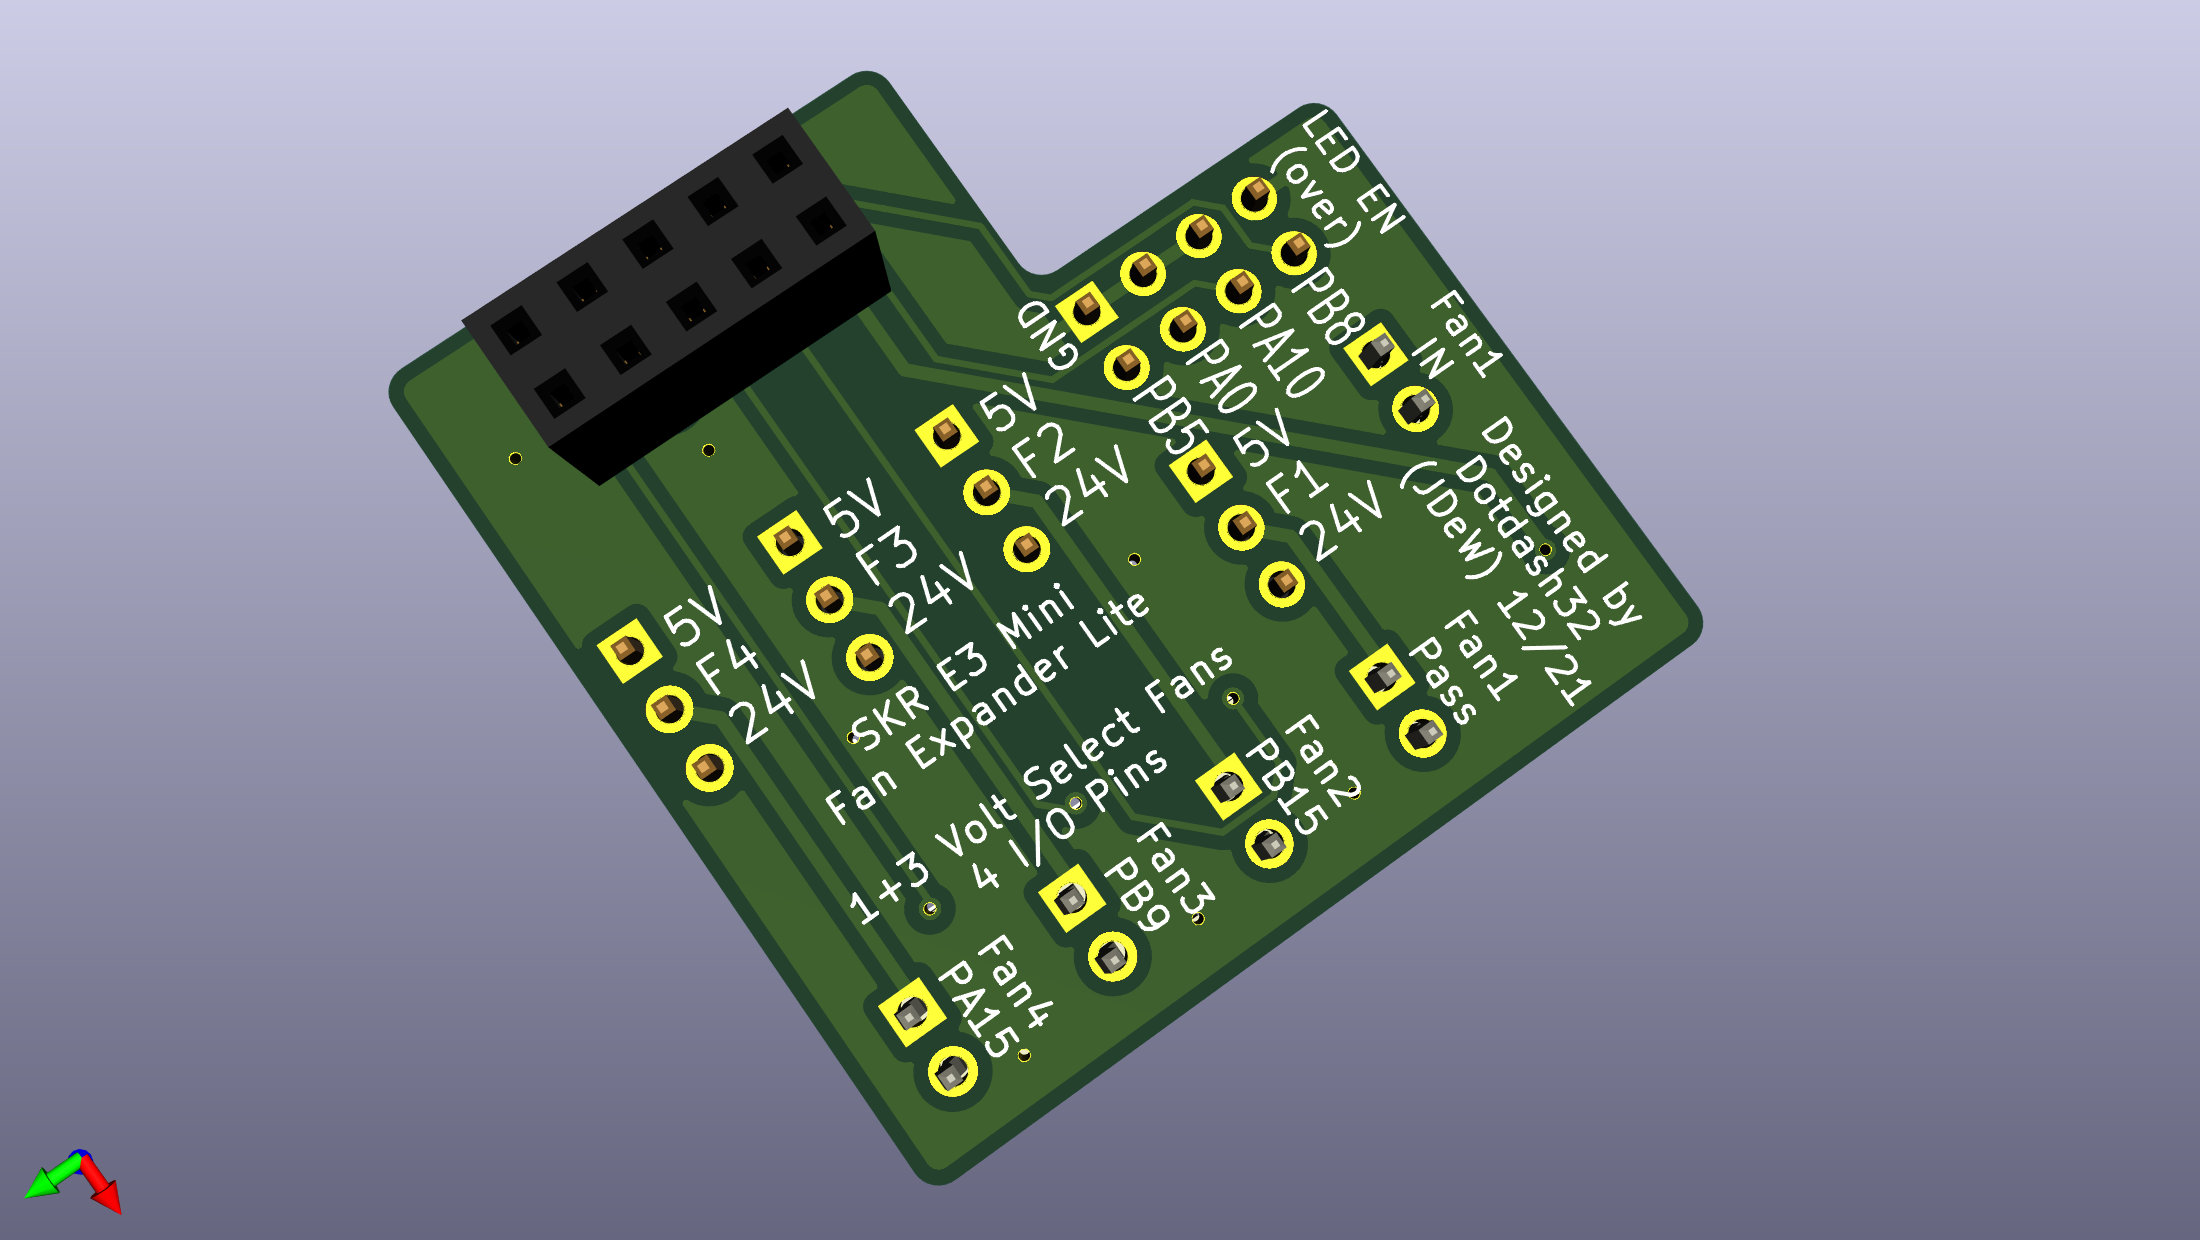 LED EN
(over)
GND
PB8
PA10
PA0
PB5
Fan1
IN
5V
F2
24V
5V
F1
24V
5V
F3
24V
5V
F4
24V
Designed by
Dotdash32
(JDeW) 12/21
SKR E3 Mini
Fan Expander Lite
1+3 Volt Select Fans
4 I/O Pins
Fan1
Pass
Fan2
PB15
Fan3
PB9
Fan4
PA15